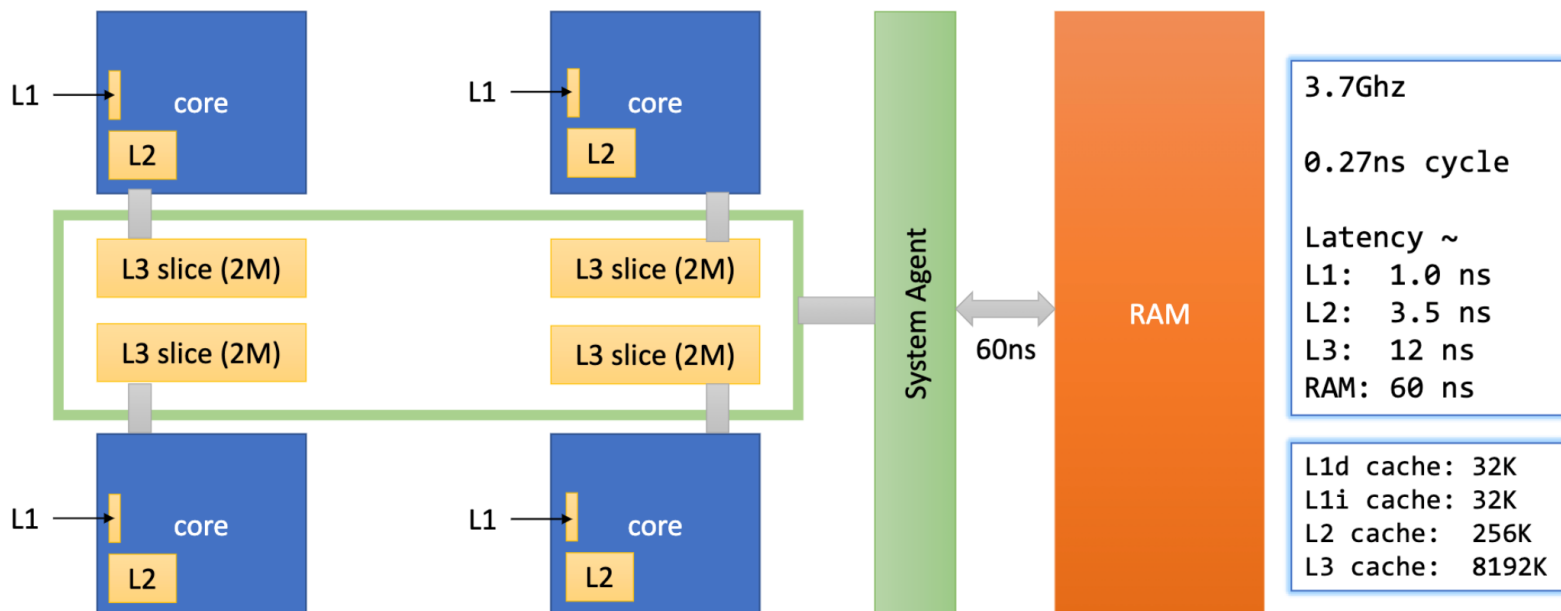 L1
core
L2
L3 slice (2M)
L1
core
L2
L3 slice (2M)
L3 slice (2M)
L1
core
L2
L3 slice (2M)
L1
core
L2
System Agent
60ns
RAM
3.7Ghz
0.27ns cycle
Latency ~
L1:  1.0 ns
L2:  3.5 ns
L3:  12 ns
RAM: 60 ns
L1d cache: 32K
L1i cache: 32K
L2 cache:  256K
L3 cache:  8192K